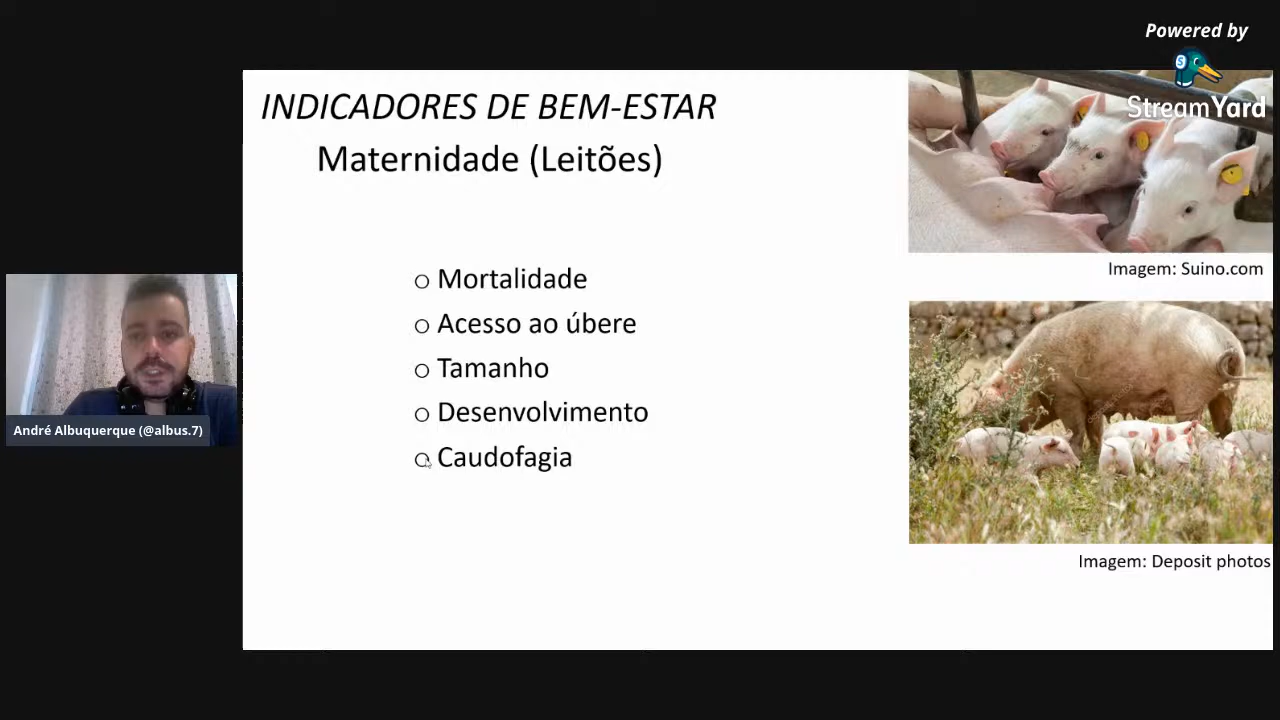 Powered by
StreamYard
INDICADORES DE BEM-ESTAR
Maternidade (Leitões)
Mortalidade
Acesso ao úbere
Tamanho
Desenvolvimento
Caudofagia
Imagem: Suino.com
Imagem: Deposit photos
André Albuquerque (@albus.7)